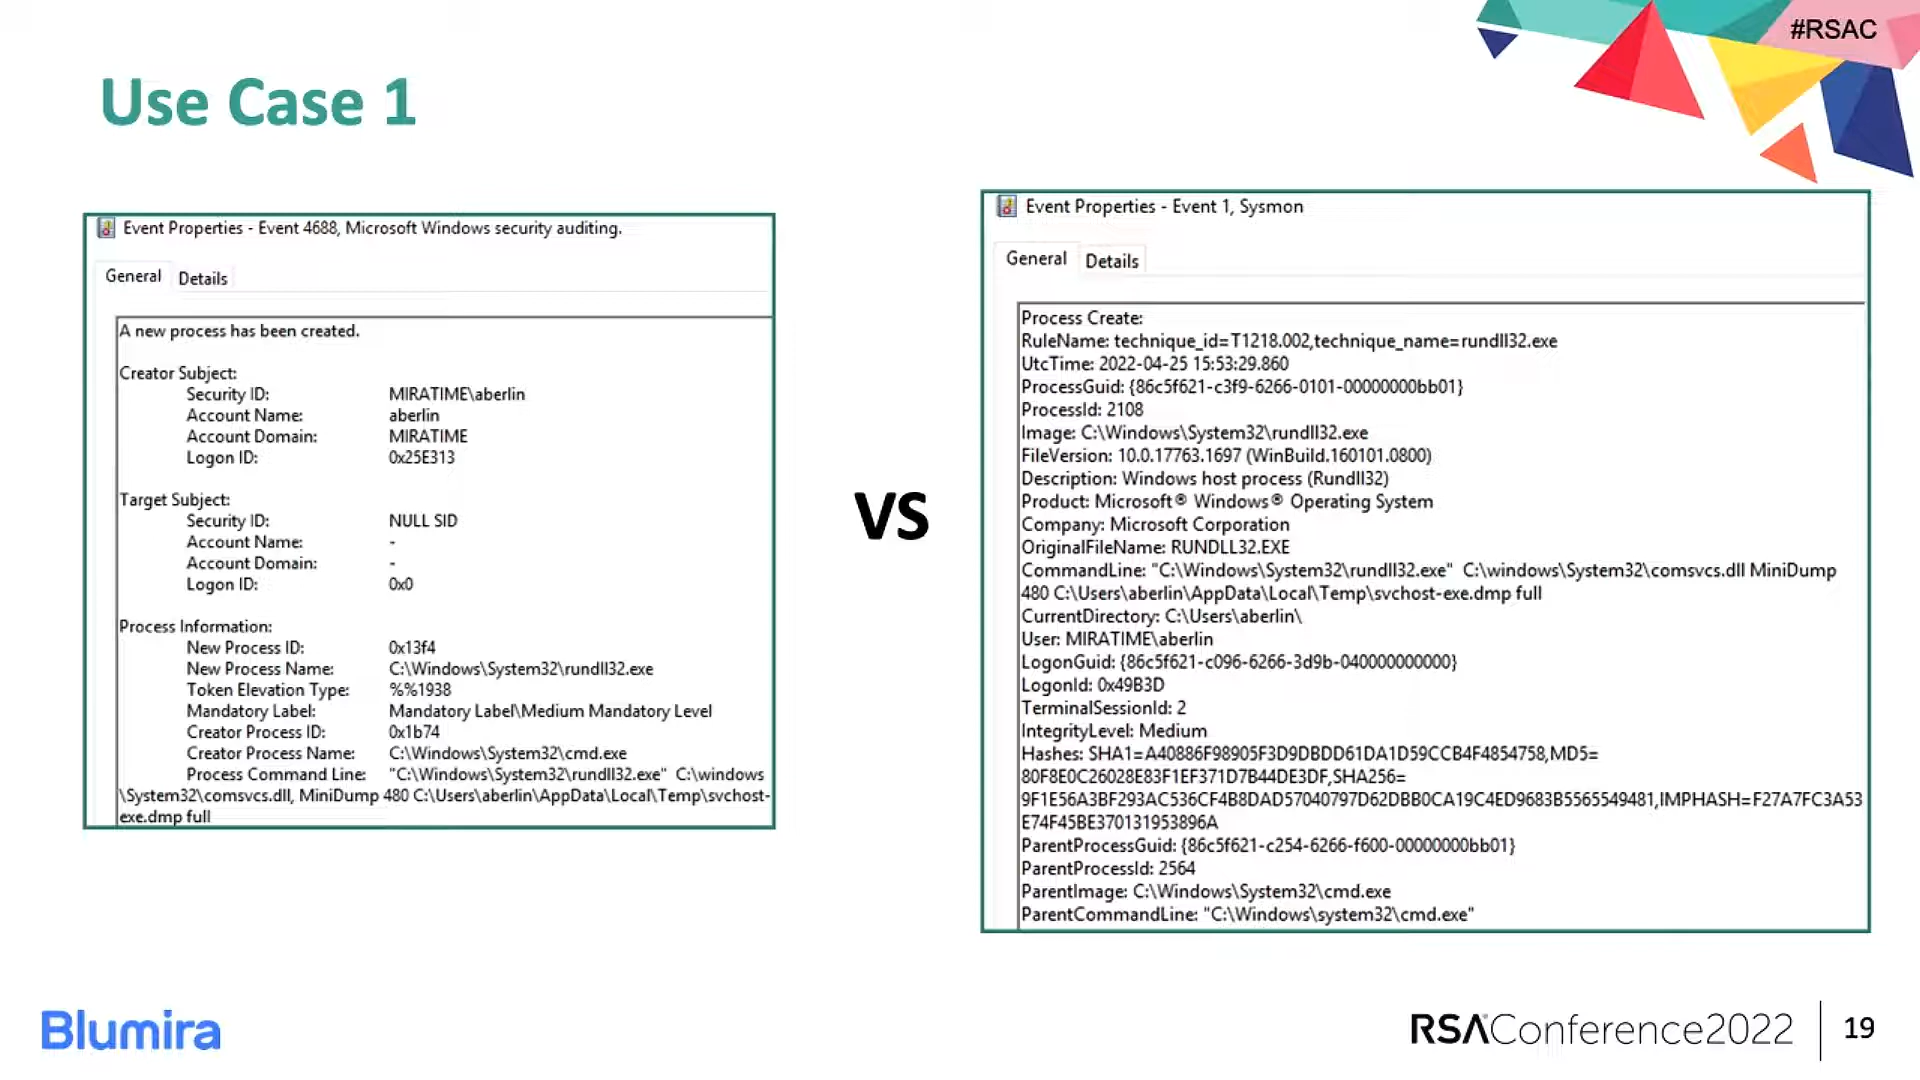 #RSAC
Use Case 1
Event Properties - Event 4688, Microsoft Windows security auditing.
General Details
A new process has been created.
Creator Subject:
Security ID: MIRATIME\aberlin
Account Name: aberlin
Account Domain: MIRATIME
Logon ID: 0x25E313
Target Subject:
Security ID: NULL SID
Account Name: -
Account Domain: -
Logon ID: 0x0
Process Information:
New Process ID: 0x13f4
New Process Name: C:\Windows\System32\rundll32.exe
Token Elevation Type: %%1938
Mandatory Label: Mandatory Label\Medium Mandatory Level
Creator Process ID: 0x1b74
Creator Process Name: C:\Windows\System32\cmd.exe
Process Command Line: "C:\Windows\System32\rundll32.exe" C:\windows
\System32\comsvcs.dll, MiniDump 480 C:\Users\aberlin\AppData\Local\Temp\svchost-
exe.dmp full
VS
Event Properties - Event 1, Sysmon
General Details
Process Create:
RuleName: technique_id=T1218.002,technique_name=rundll32.exe
UtcTime: 2022-04-25 15:53:29.860
ProcessGuid: {86c5f621-c3f9-6266-0101-00000000bb01}
ProcessId: 2108
Image: C:\Windows\System32\rundll32.exe
FileVersion: 10.0.17763.1697 (WinBuild.160101.0800)
Description: Windows host process (Rundll32)
Product: Microsoft® Windows® Operating System
Company: Microsoft Corporation
OriginalFileName: RUNDLL32.EXE
CommandLine: "C:\Windows\System32\rundll32.exe" C:\windows\System32\comsvcs.dll MiniDump
480 C:\Users\aberlin\AppData\Local\Temp\svchost-exe.dmp full
CurrentDirectory: C:\Users\aberlin\
User: MIRATIME\aberlin
LogonGuid: {86c5f621-c096-6266-3d9b-040000000000}
LogonId: 0x49B3D
TerminalSessionId: 2
IntegrityLevel: Medium
Hashes: SHA1=A40886F98905F3D9DBDD61DA1D59CCB4F4854758,MD5=
80F8E0C26028E83F1EF371D7B44DE3DF,SHA256=
9F1E56A3BF293AC536CF4B8DAD57040797D62DBB0CA19C4ED9683B5565549481,IMPHASH=F27A7FC3A53
E74F45BE370131953896A
ParentProcessGuid: {86c5f621-c254-6266-f600-00000000bb01}
ParentProcessId: 2564
ParentImage: C:\Windows\System32\cmd.exe
ParentCommandLine: "C:\Windows\system32\cmd.exe"
Blumira
RSAConference2022
19